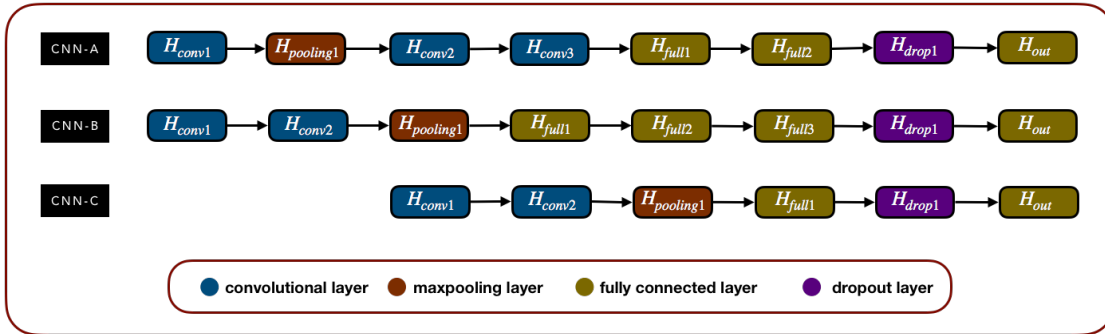 CNN-A H_conv1 H_pooling1 H_conv2 H_conv3 H_full1 H_full2 H_drop1 H_out
CNN-B H_conv1 H_conv2 H_pooling1 H_full1 H_full2 H_full3 H_drop1 H_out
CNN-C H_conv1 H_conv2 H_pooling1 H_full1 H_drop1 H_out
convolutional layer maxpooling layer fully connected layer dropout layer